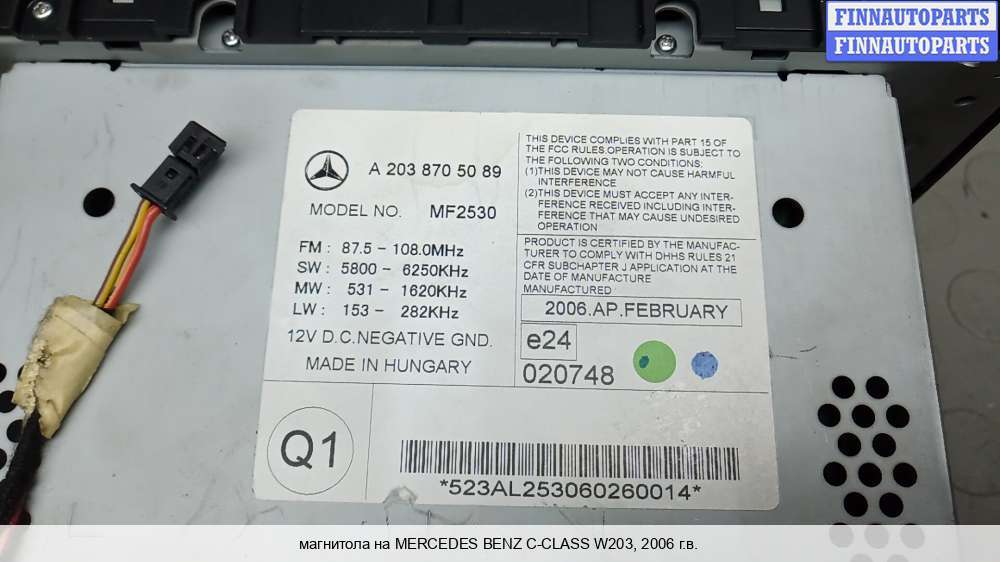 FINNAUTOPARTS
FINNAUTOPARTS
A 203 870 50 89
MODEL NO. MF2530
FM : 87.5 - 108.0MHz
SW : 5800 - 6250KHz
MW : 531 - 1620KHz
LW : 153 - 282KHz
12V D.C.NEGATIVE GND.
MADE IN HUNGARY
THIS DEVICE COMPLIES WITH PART 15 OF
THE FCC RULES.OPERATION IS SUBJECT TO
THE FOLLOWING TWO CONDITIONS:
(1)THIS DEVICE MAY NOT CAUSE HARMFUL
INTERFERENCE
(2)THIS DEVICE MUST ACCEPT ANY INTER-
FERENCE RECEIVED INCLUDING INTER-
FERENCE THAT MAY CAUSE UNDESIRED
OPERATION
PRODUCT IS CERTIFIED BY THE MANUFAC-
TURER TO COMPLY WITH DHHS RULES 21
CFR SUBCHAPTER J APPLICATION AT THE
DATE OF MANUFACTURE
MANUFACTURED
2006.AP.FEBRUARY
e24
020748
Q1
*523AL253060260014*
магнитола на MERCEDES BENZ C-CLASS W203, 2006 г.в.